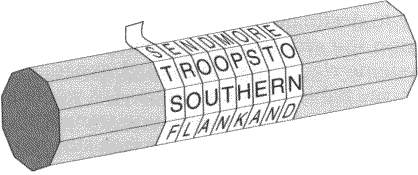 SENDMORE
TROOPSTO
SOUTHERN
FLANKAND